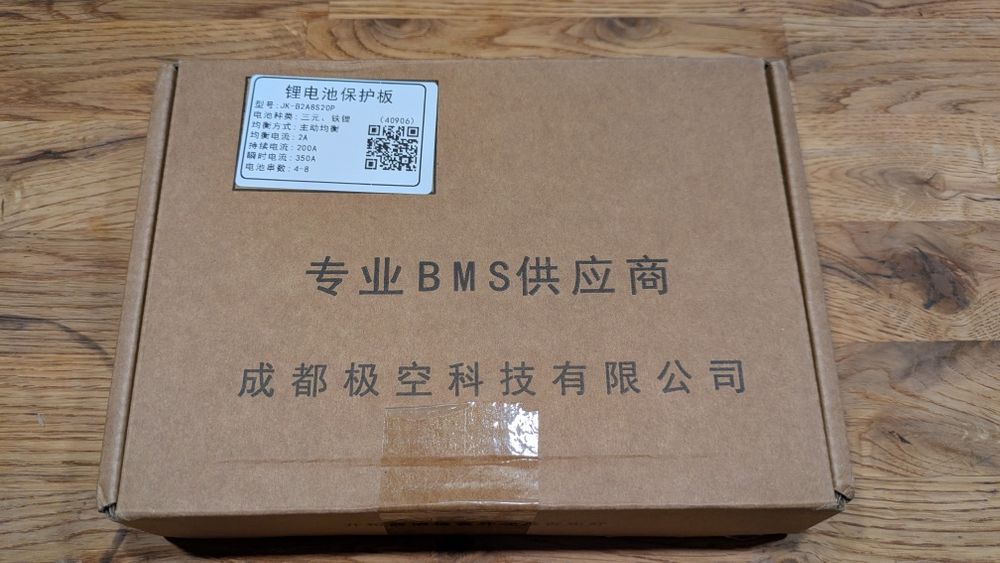 锂电池保护板
型号:JK-B2A8S20P
电池种类:三元、铁锂
(40906)
均衡方式:主动均衡
均衡电流:2A
持续电流:200A
瞬时电流:350A
电池串数:4-8
专业BMS供应商
成都极空科技有限公司